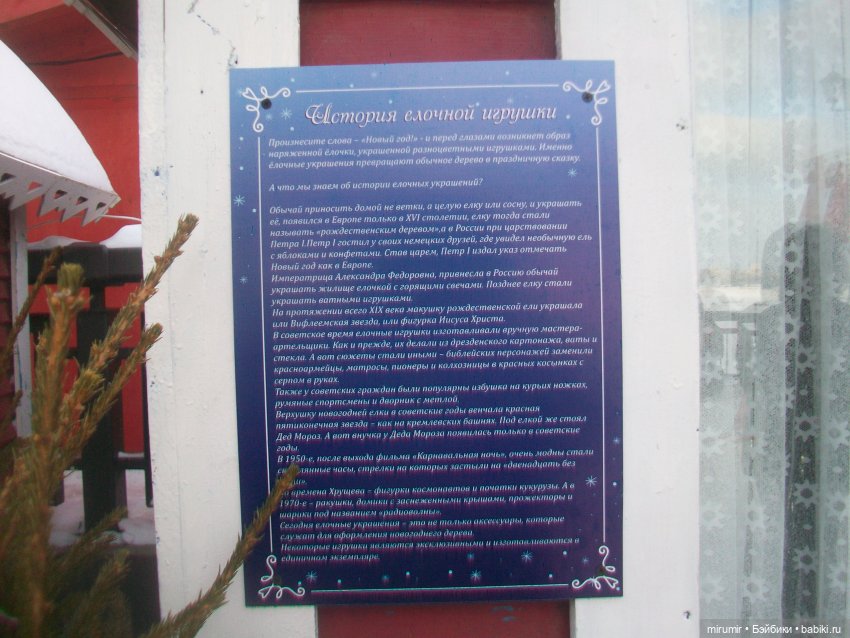 История елочной игрушки
Произнесите слова – «Новый год!» - и перед глазами возникнет образ
наряженной ёлочки, украшенной разноцветными игрушками. Именно
ёлочные украшения превращают обычное дерево в праздничную сказку.
А что мы знаем об истории елочных украшений?
Обычай приносить домой не ветки, а целую елку или сосну, и украшать
её, появился в Европе только в XVI столетии, елку тогда стали
называть «рождественским деревом»,а в России при царствовании
Петра I.Петр I гостил у своих немецких друзей, где увидел необычную ель
с яблоками и конфетами. Став царем, Петр I издал указ отмечать
Новый год как в Европе.
Императрица Александра Федоровна, привнесла в Россию обычай
украшать жилище елочкой с горящими свечами. Позднее елку стали
украшать ватными игрушками.
На протяжении всего XIX века макушку рождественской ели украшала
или Вифлеемская звезда, или фигурка Иисуса Христа.
В советское время елочные игрушки изготавливали вручную мастера-
артельщики. Как и прежде, их делали из дрезденского картонажа, ваты и
стекла. А вот сюжеты стали иными – библейских персонажей заменили
красноармейцы, матросы, пионеры и колхозницы в красных косынках с
серпом в руках.
Также у советских граждан были популярны избушка на курьих ножках,
румяные спортсмены и дворник с метлой.
Верхушку новогодней елки в советские годы венчала красная
пятиконечная звезда – как на кремлевских башнях. Под елкой же стоял
Дед Мороз. А вот внучка у Деда Мороза появилась только в советские
годы.
В 1950-е, после выхода фильма «Карнавальная ночь», очень модны стали
часы, стрелки на которых застыли на «двенадцать без
времена Хрущева – фигурки космонавтов и початки кукурузы. А в
1970-е – ракушки, домики с заснеженными крышами, прожекторы и
шарики под названием «радиоволны».
Сегодня елочные украшения – это не только аксессуары, которые
служат для оформления новогоднего дерева.
Некоторые игрушки являются эксклюзивными и изготавливаются в
единичном экземпляре.
mirumir • Бэйбики • babiki.ru